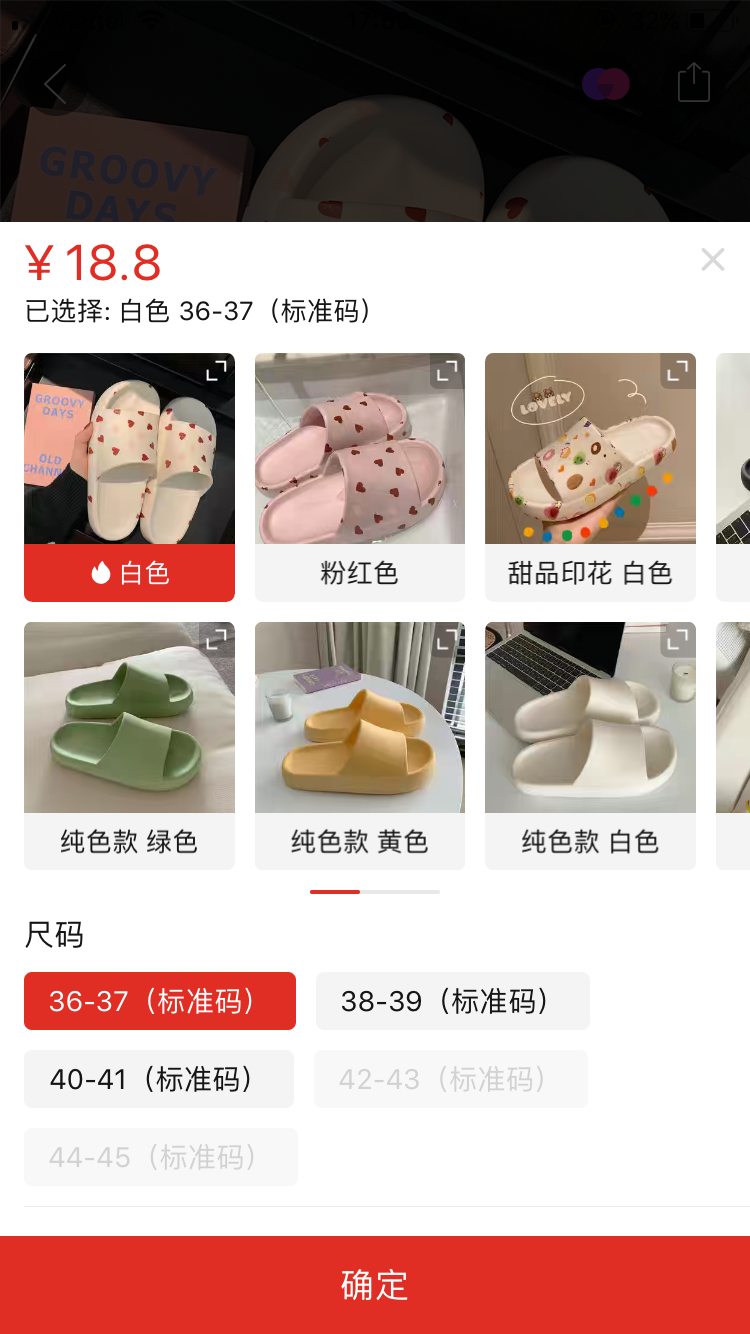 GROOVY
DAYS
¥ 18.8
已选择: 白色 36-37（标准码）
GROOVY
DAYS
OLD
CHANN
LOVELY
白色
粉红色
甜品印花 白色
纯色款 绿色
纯色款 黄色
纯色款 白色
尺码
36-37（标准码）
38-39（标准码）
40-41（标准码）
42-43（标准码）
44-45（标准码）
确定